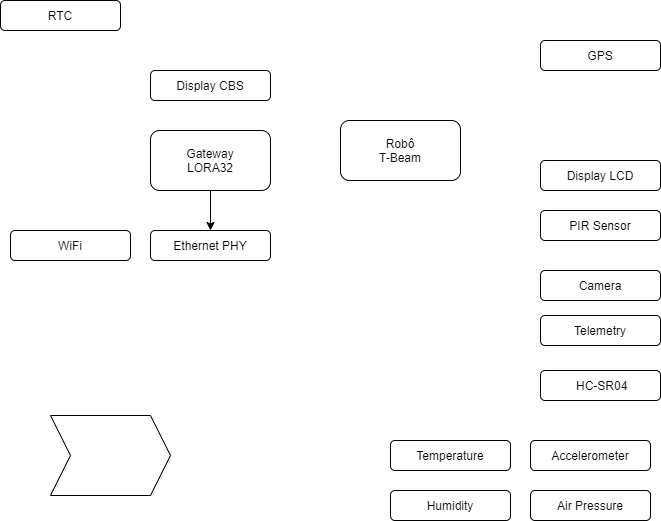 RTC
GPS
Display CBS
Robô
T-Beam
Gateway
LORA32
Display LCD
PIR Sensor
WiFi
Ethernet PHY
Camera
Telemetry
HC-SR04
Temperature
Accelerometer
Humidity
Air Pressure